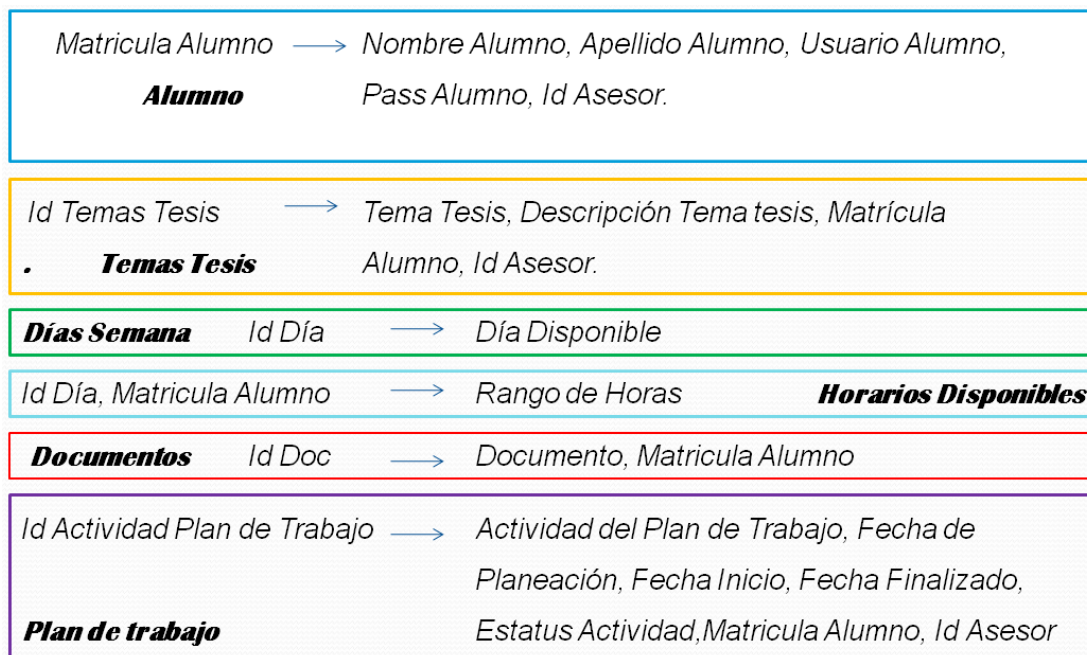 Matricula Alumno → Nombre Alumno, Apellido Alumno, Usuario Alumno,
Alumno Pass Alumno, Id Asesor.
Id Temas Tesis → Tema Tesis, Descripción Tema tesis, Matrícula
. Temas Tesis Alumno, Id Asesor.
Días Semana Id Día → Día Disponible
Id Día, Matricula Alumno → Rango de Horas Horarios Disponibles
Documentos Id Doc → Documento, Matricula Alumno
Id Actividad Plan de Trabajo → Actividad del Plan de Trabajo, Fecha de
Planeación, Fecha Inicio, Fecha Finalizado,
Plan de trabajo Estatus Actividad,Matricula Alumno, Id Asesor